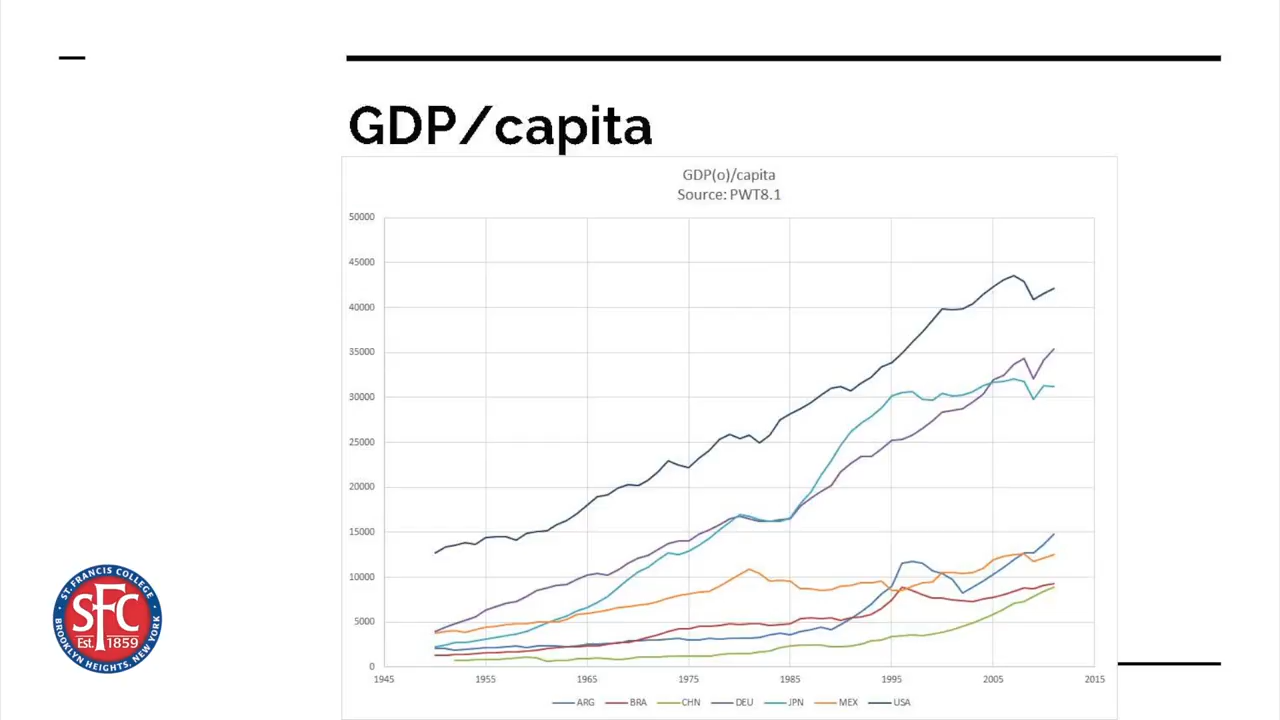 GDP/capita
GDP(o)/capita
Source: PWT8.1
50000
45000
40000
35000
30000
25000
20000
15000
10000
5000
0
1945 1955 1965 1975 1985 1995 2005 2015
ARG BRA CHN DEU JPN MEX USA
ST. FRANCIS COLLEGE
SFC
Est. 1859
BROOKLYN HEIGHTS, NEW YORK